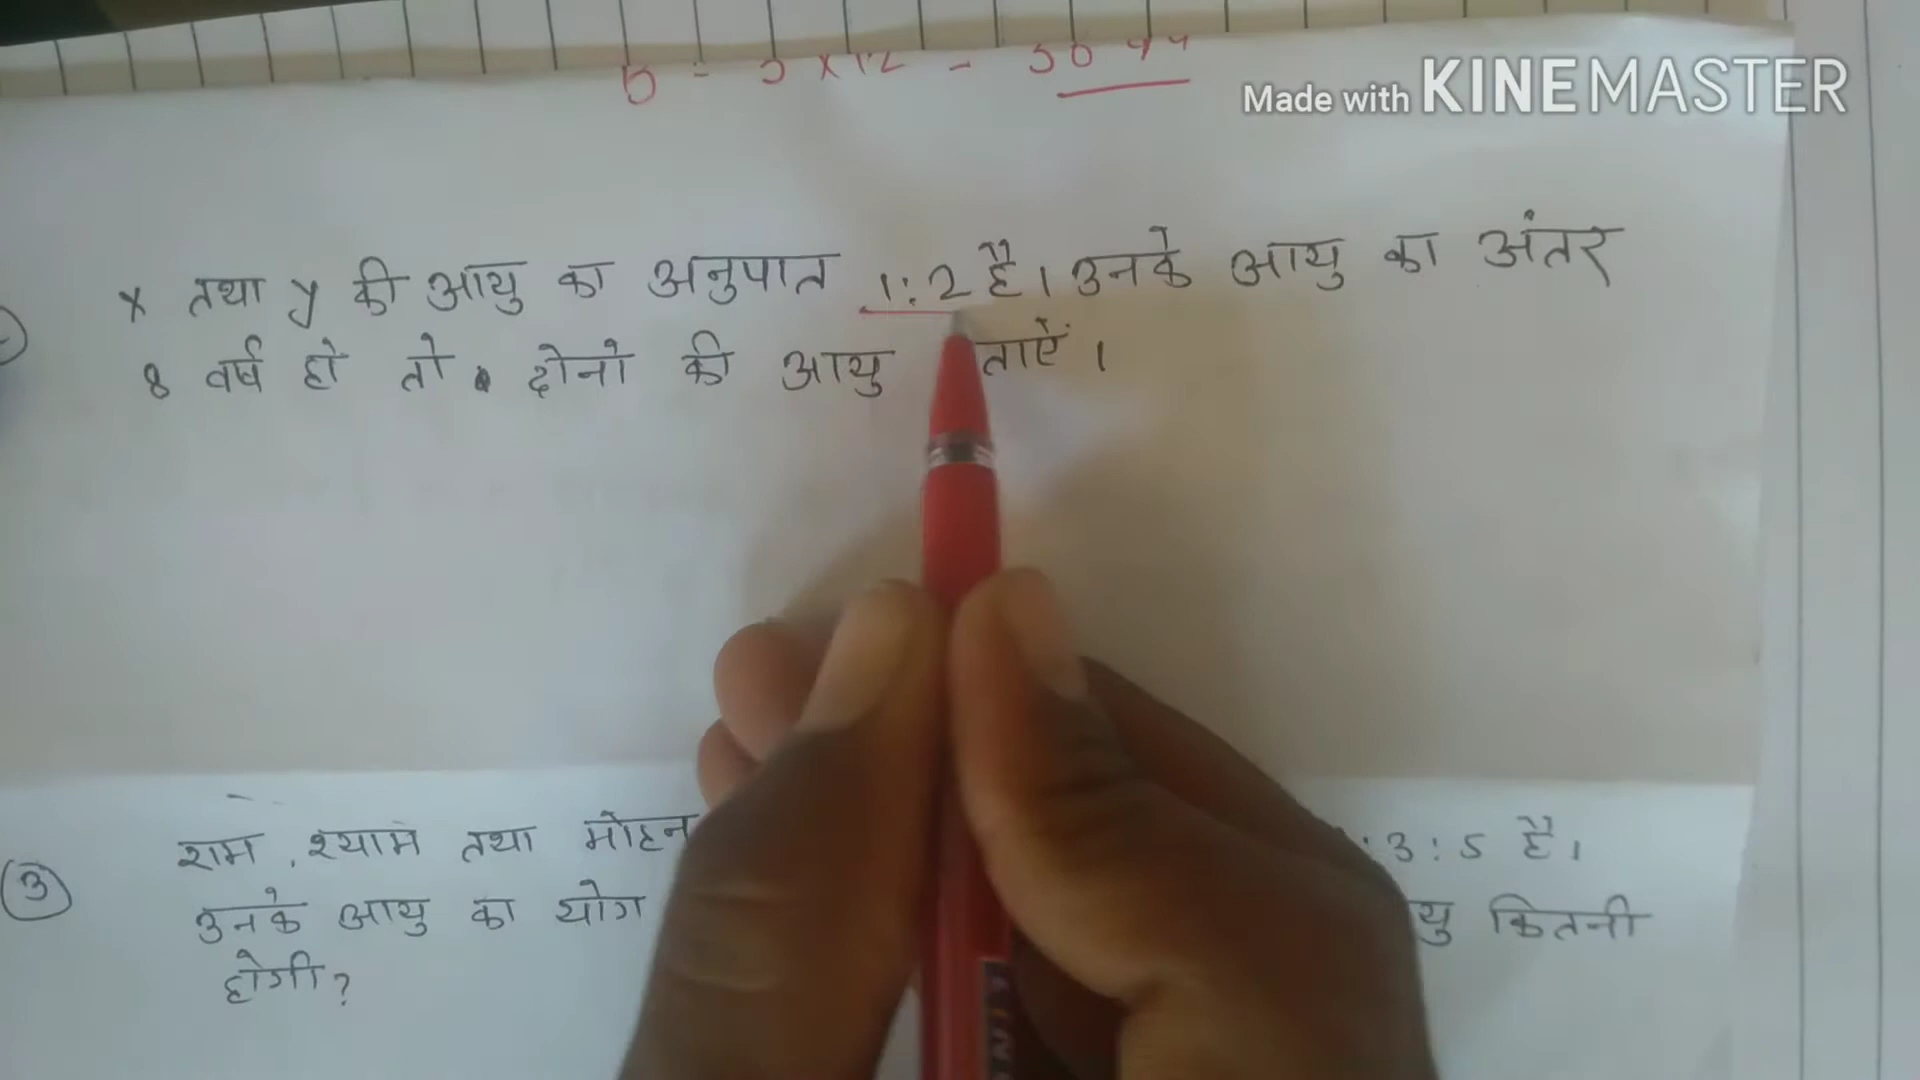 Made with KINEMASTER
x तथा y की आयु का अनुपात 1:2 है। उनके आयु का अंतर
8 वर्ष हो तो दोनो की आयु ताऐं।
③ राम, श्याम तथा मोहन :3:5 है।
उनके आयु का योग यु कितनी
होगी?